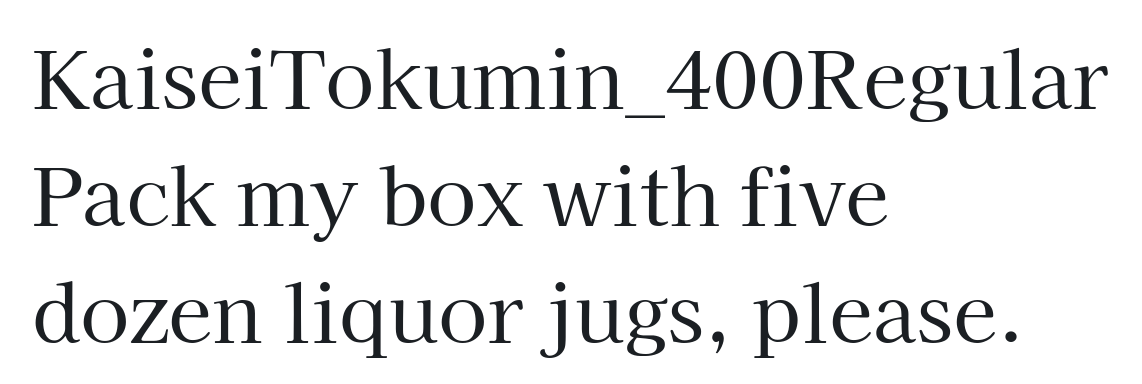 KaiseiTokumin_400Regular
Pack my box with five
dozen liquor jugs, please.